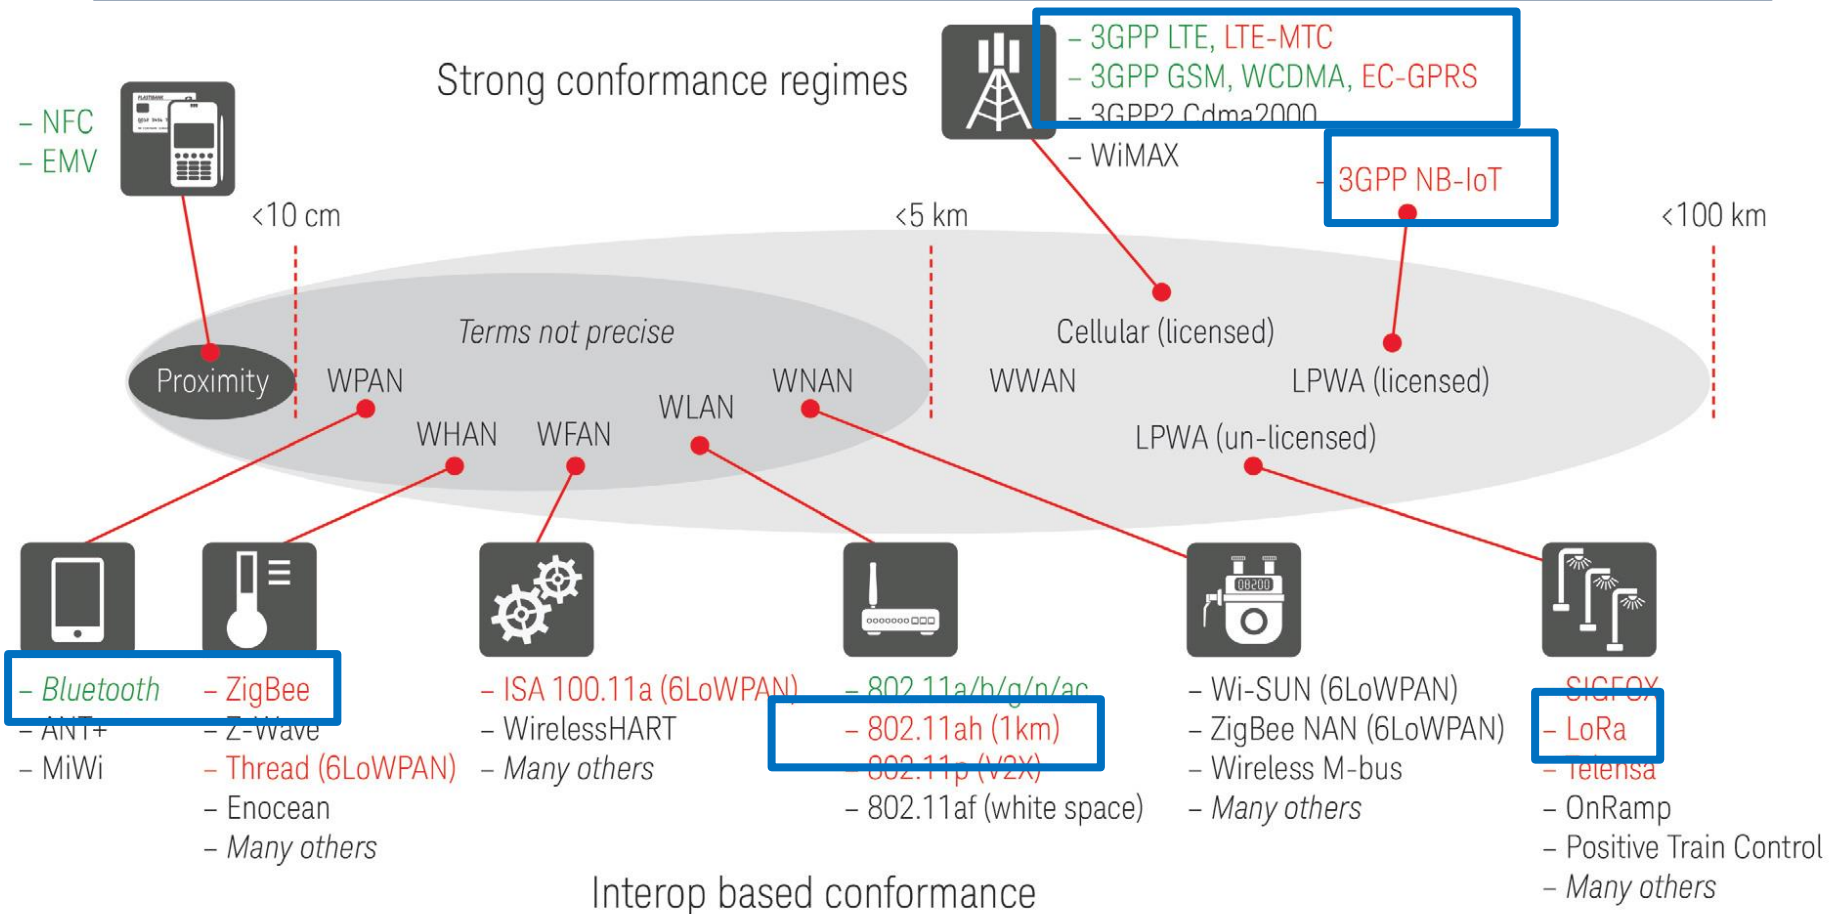 Strong conformance regimes
– NFC
– EMV
– 3GPP LTE, LTE-MTC
– 3GPP GSM, WCDMA, EC-GPRS
– 3GPP2 Cdma2000
– WiMAX
– 3GPP NB-IoT
<10 cm
<5 km
<100 km
Terms not precise
Proximity
WPAN
WHAN
WFAN
WLAN
WNAN
WWAN
Cellular (licensed)
LPWA (licensed)
LPWA (un-licensed)
– Bluetooth
– ANT+
– MiWi
– ZigBee
– Z-Wave
– Thread (6LoWPAN)
– Enocean
– Many others
– ISA 100.11a (6LoWPAN)
– WirelessHART
– Many others
– 802.11a/b/g/n/ac
– 802.11ah (1km)
– 802.11p (V2X)
– 802.11af (white space)
08200
– Wi-SUN (6LoWPAN)
– ZigBee NAN (6LoWPAN)
– Wireless M-bus
– Many others
– SIGFOX
– LoRa
– Telensa
– OnRamp
– Positive Train Control
– Many others
Interop based conformance